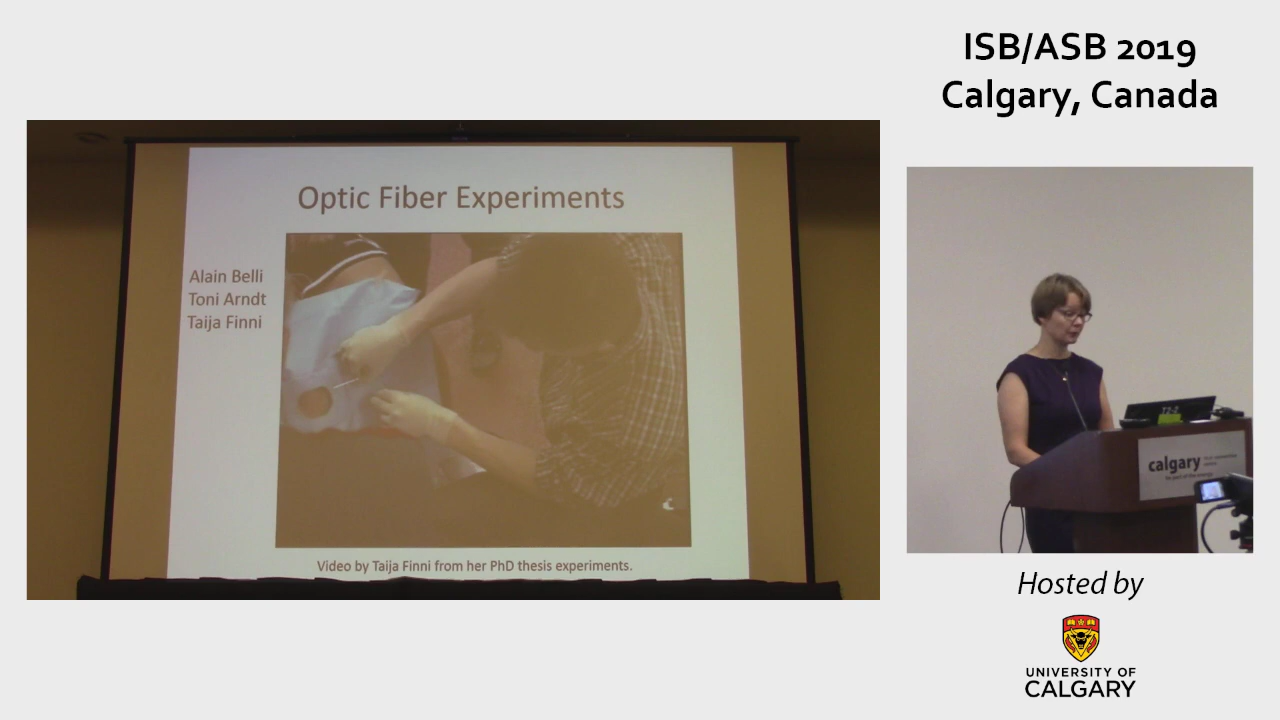 ISB/ASB 2019
Calgary, Canada
Optic Fiber Experiments
Alain Belli
Toni Arndt
Taija Finni
Video by Taija Finni from her PhD thesis experiments.
calgary
Hosted by
UNIVERSITY OF
CALGARY